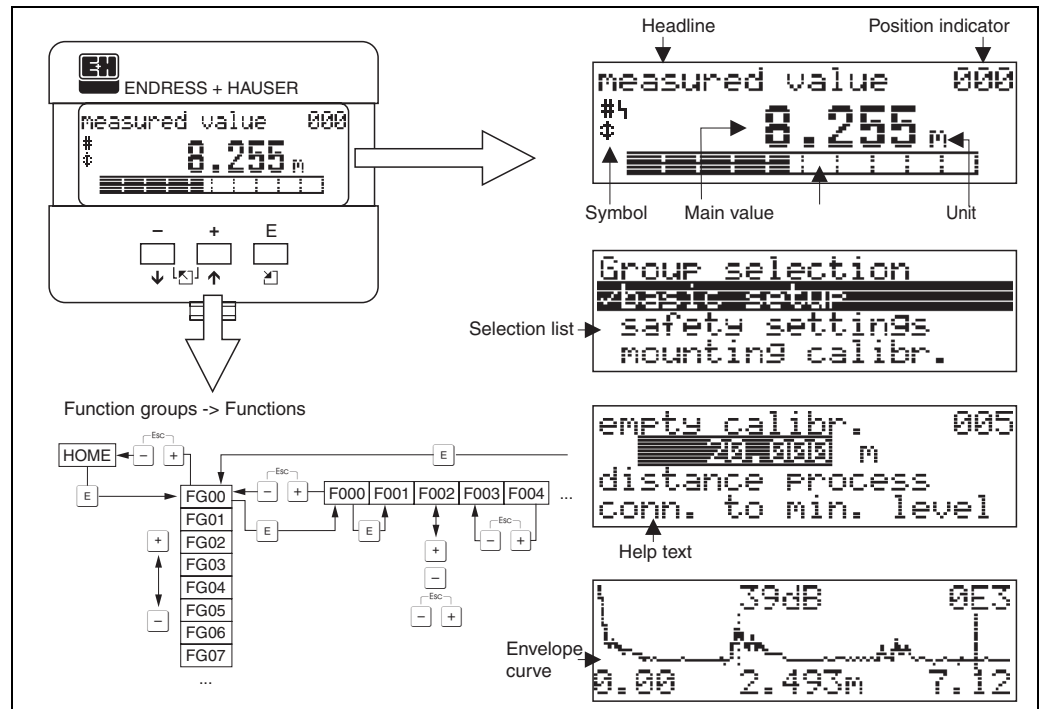 Headline
Position indicator
E+H
ENDRESS + HAUSER
measured value 000
#
8.255 m
– + E
measured value 000
#
8.255 m
Symbol
Main value
Unit
Group selection
✓basic setup
safety settings
mounting calibr.
Selection list
Function groups -> Functions
HOME
Esc
– +
E
E
FG00
FG01
FG02
FG03
FG04
FG05
FG06
FG07
...
+
–
Esc
– +
E
F000 F001 F002 F003 F004 ...
E
+
–
Esc
– +
Esc
– +
empty calibr. 005
20.000 m
distance process
conn. to min. level
Help text
39dB 0E3
Envelope
curve
0.00 2.493m 7.12